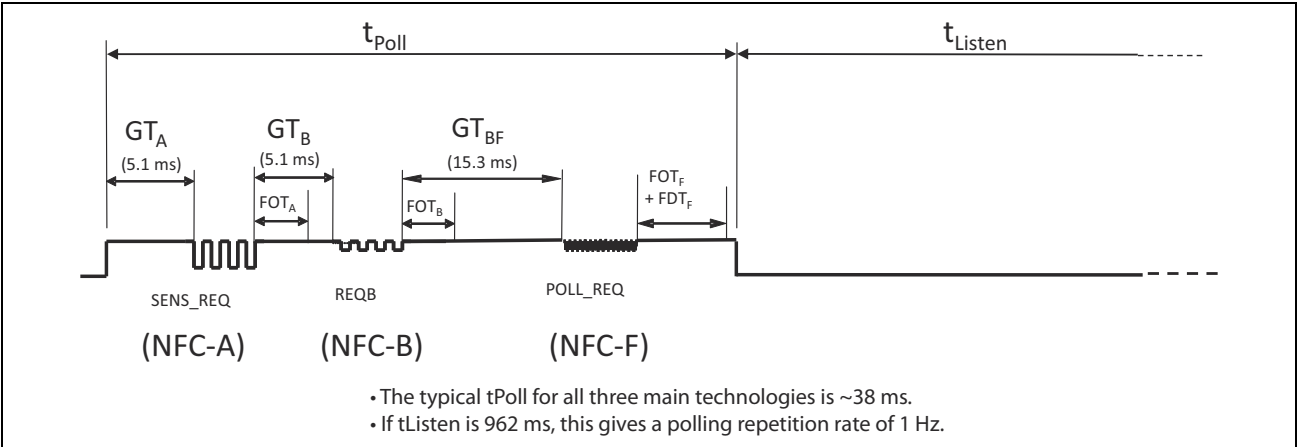 tPoll
tListen
GTA
(5.1 ms)
GTB
(5.1 ms)
GTBF
(15.3 ms)
FOTA
FOTB
FOTF
+ FDTF
SENS_REQ
REQB
POLL_REQ
(NFC-A)
(NFC-B)
(NFC-F)
• The typical tPoll for all three main technologies is ~38 ms.
• If tListen is 962 ms, this gives a polling repetition rate of 1 Hz.